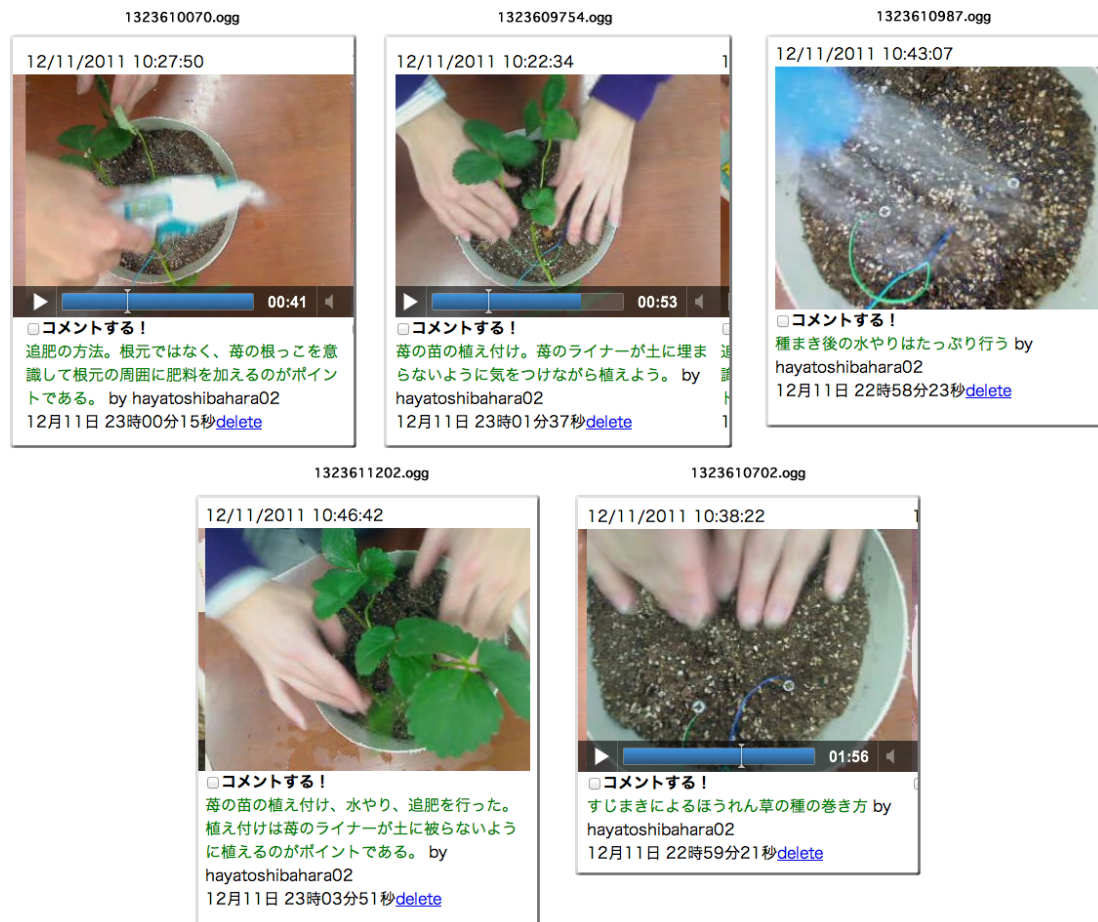 1323610070.ogg
12/11/2011 10:27:50
00:41
コメントする！
追肥の方法。根元ではなく、苺の根っこを意
識して根元の周囲に肥料を加えるのがポイン
トである。 by hayatoshibahara02
12月11日 23時00分15秒delete
1323609754.ogg
12/11/2011 10:22:34
00:53
コメントする！
苺の苗の植え付け。苺のライナーが土に埋ま
らないように気をつけながら植えよう。 by
hayatoshibahara02
12月11日 23時01分37秒delete
1323610987.ogg
12/11/2011 10:43:07
コメントする！
種まき後の水やりはたっぷり行う by
hayatoshibahara02
12月11日 22時58分23秒delete
1323611202.ogg
12/11/2011 10:46:42
コメントする！
苺の苗の植え付け、水やり、追肥を行った。
植え付けは苺のライナーが土に被らないよう
に植えるのがポイントである。 by
hayatoshibahara02
12月11日 23時03分51秒delete
1323610702.ogg
12/11/2011 10:38:22
01:56
コメントする！
すじまきによるほうれん草の種の巻き方 by
hayatoshibahara02
12月11日 22時59分21秒delete